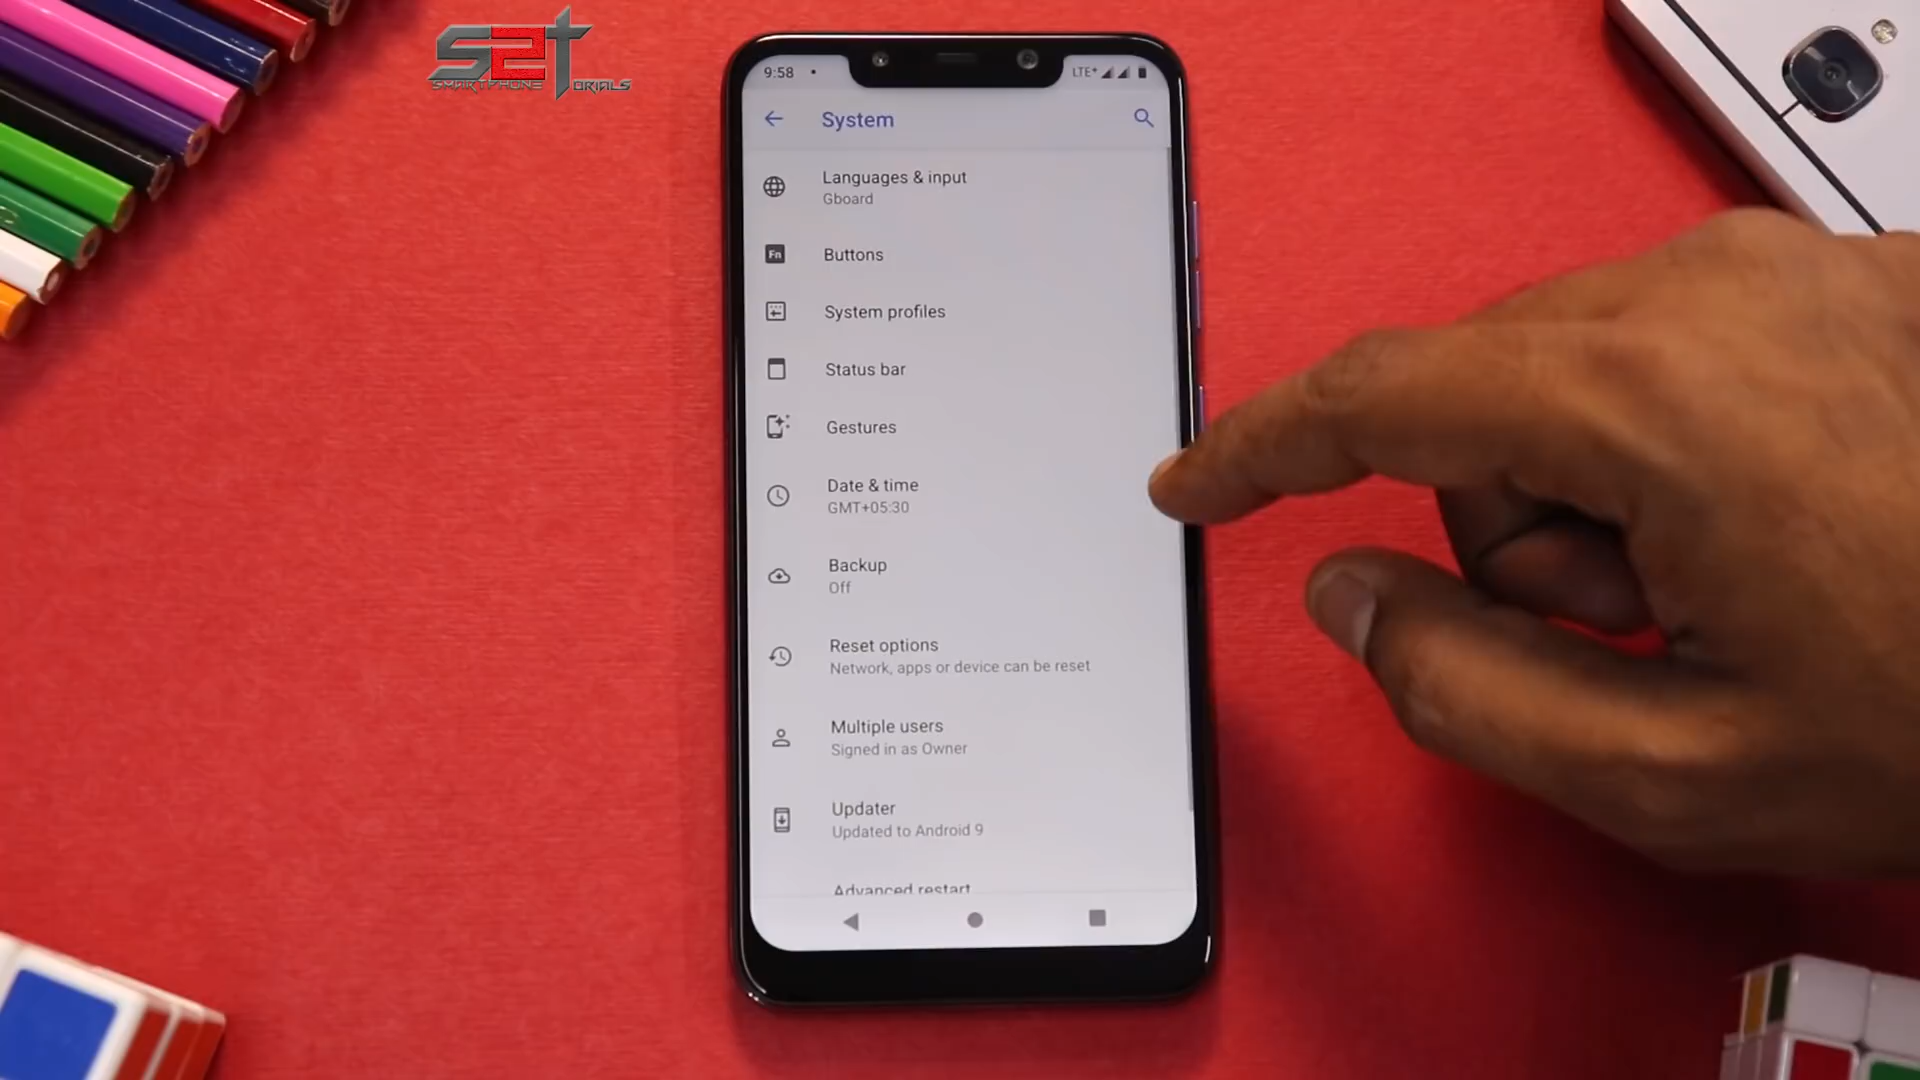 S2T
SMARTPHONE TORIALS
9:58
LTE+
System
Languages & input
Gboard
Fn
Buttons
System profiles
Status bar
Gestures
Date & time
GMT+05:30
Backup
Off
Reset options
Network, apps or device can be reset
Multiple users
Signed in as Owner
Updater
Updated to Android 9
Advanced restart